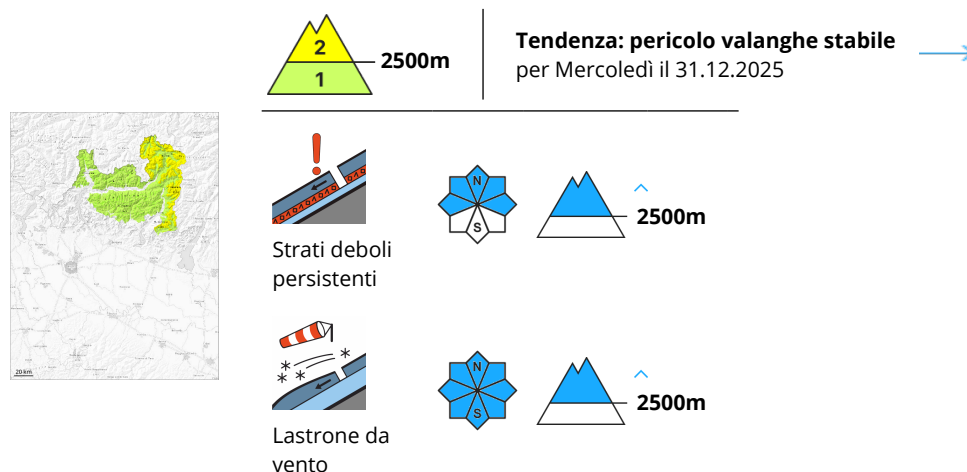 2
1
2500m
Tendenza: pericolo valanghe stabile
per Mercoledì il 31.12.2025
N
S
2500m
Strati deboli
persistenti
N
S
2500m
Lastrone da
vento
20 km